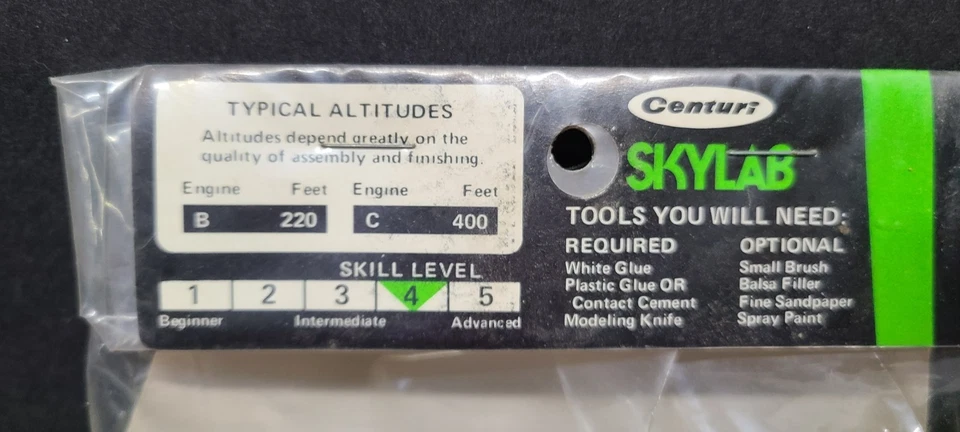 TYPICAL ALTITUDES
Altitudes depend greatly on the
quality of assembly and finishing.
Engine Feet Engine Feet
B 220 C 400
SKILL LEVEL
1 2 3 4 5
Beginner Intermediate Advanced
Centuri
SKYLAB
TOOLS YOU WILL NEED:
REQUIRED
White Glue
Plastic Glue OR
Contact Cement
Modeling Knife
OPTIONAL
Small Brush
Balsa Filler
Fine Sandpaper
Spray Paint